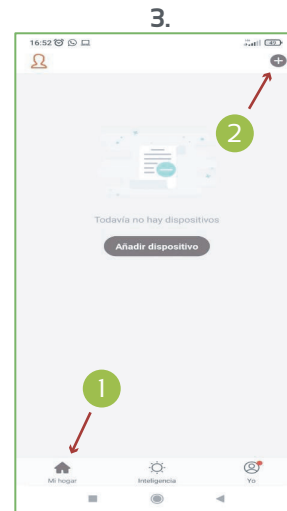 3.
16:52
2
Todavía no hay dispositivos
Añadir dispositivo
1
Mi hogar
Inteligencia
Yo